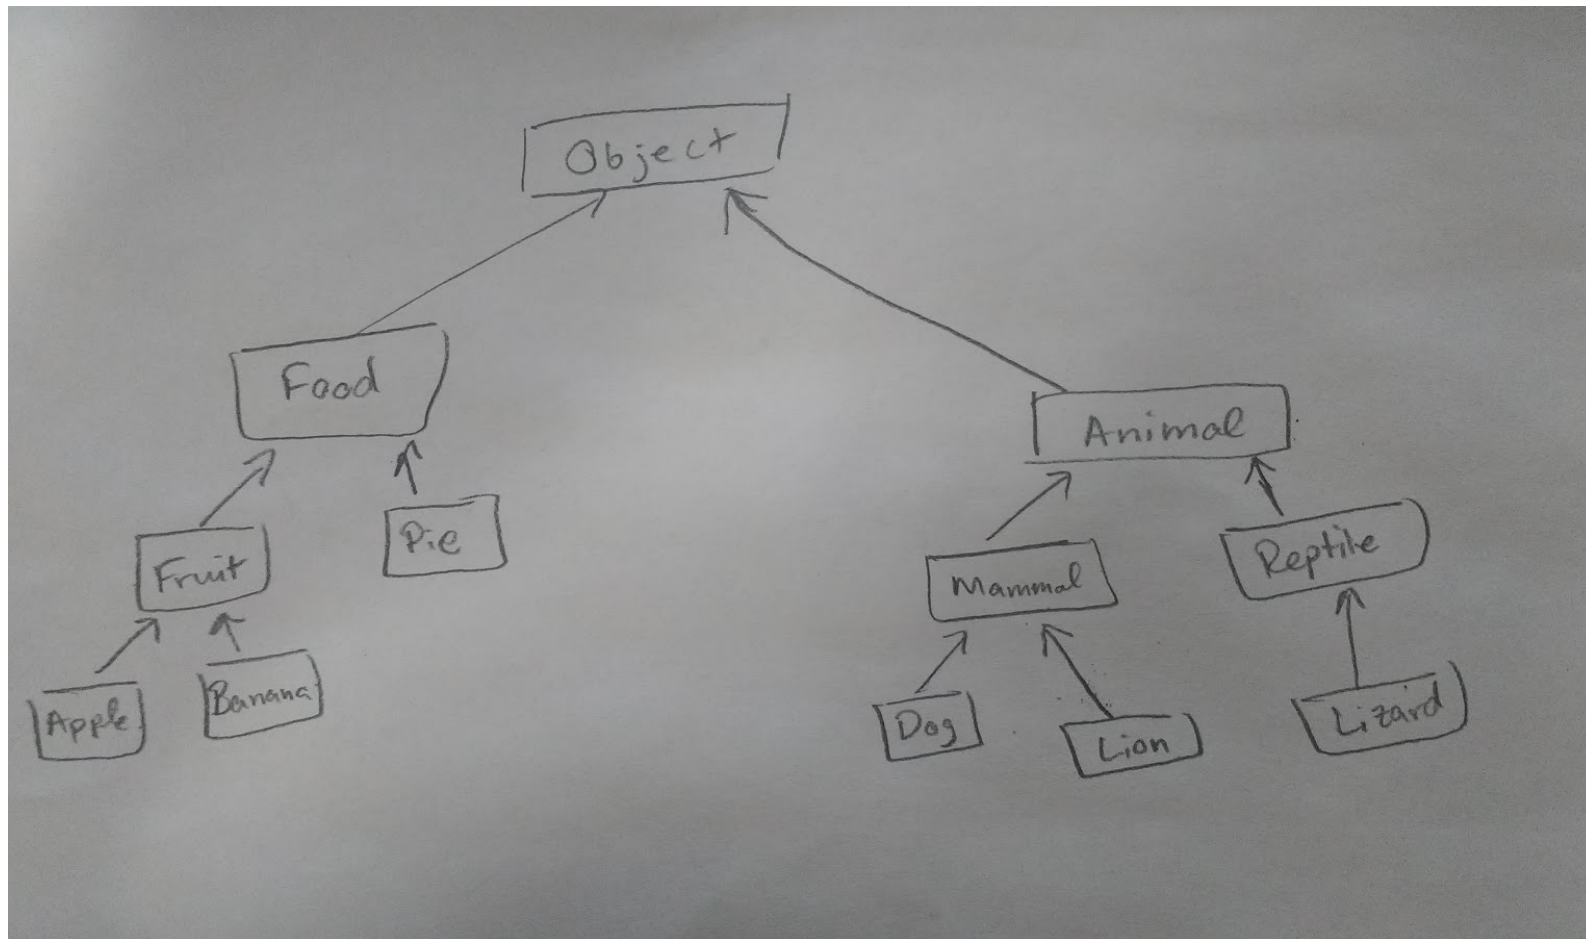 Object
Food
Animal
Fruit
Pie
Mammal
Reptile
Apple
Banana
Dog
Lion
Lizard